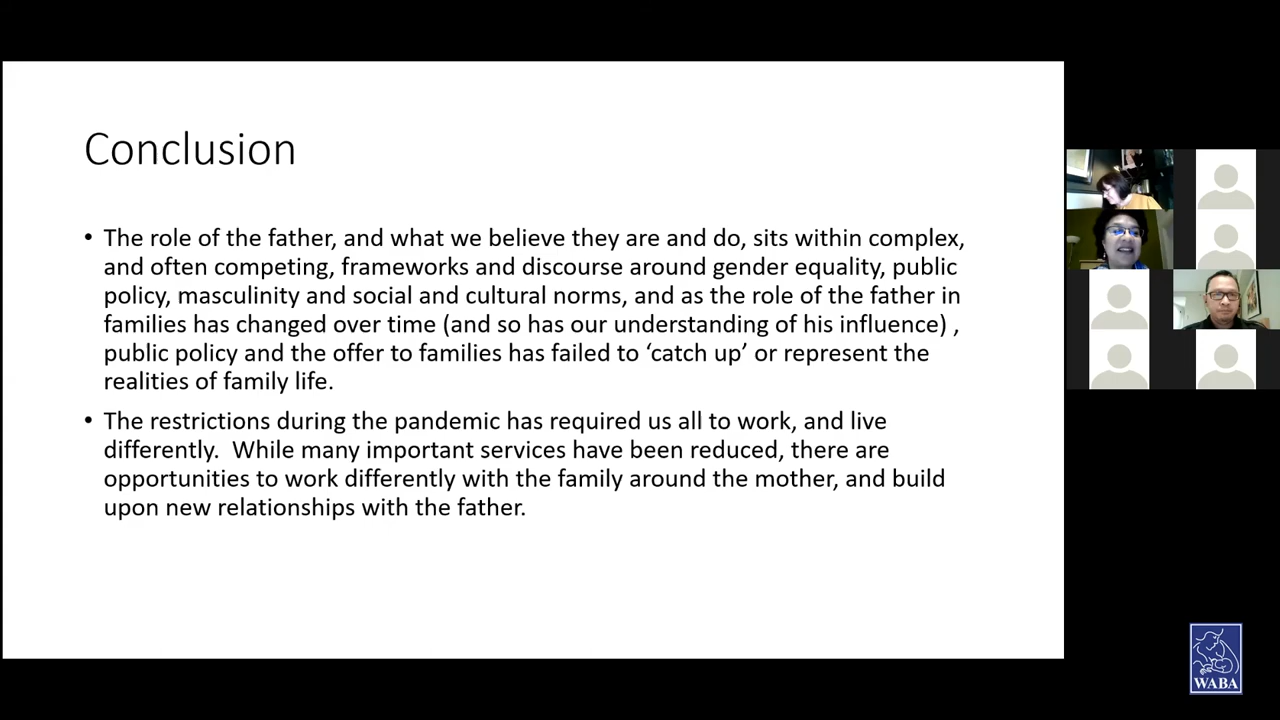 Conclusion
• The role of the father, and what we believe they are and do, sits within complex,
and often competing, frameworks and discourse around gender equality, public
policy, masculinity and social and cultural norms, and as the role of the father in
families has changed over time (and so has our understanding of his influence) ,
public policy and the offer to families has failed to ‘catch up’ or represent the
realities of family life.
• The restrictions during the pandemic has required us all to work, and live
differently.  While many important services have been reduced, there are
opportunities to work differently with the family around the mother, and build
upon new relationships with the father.
WABA